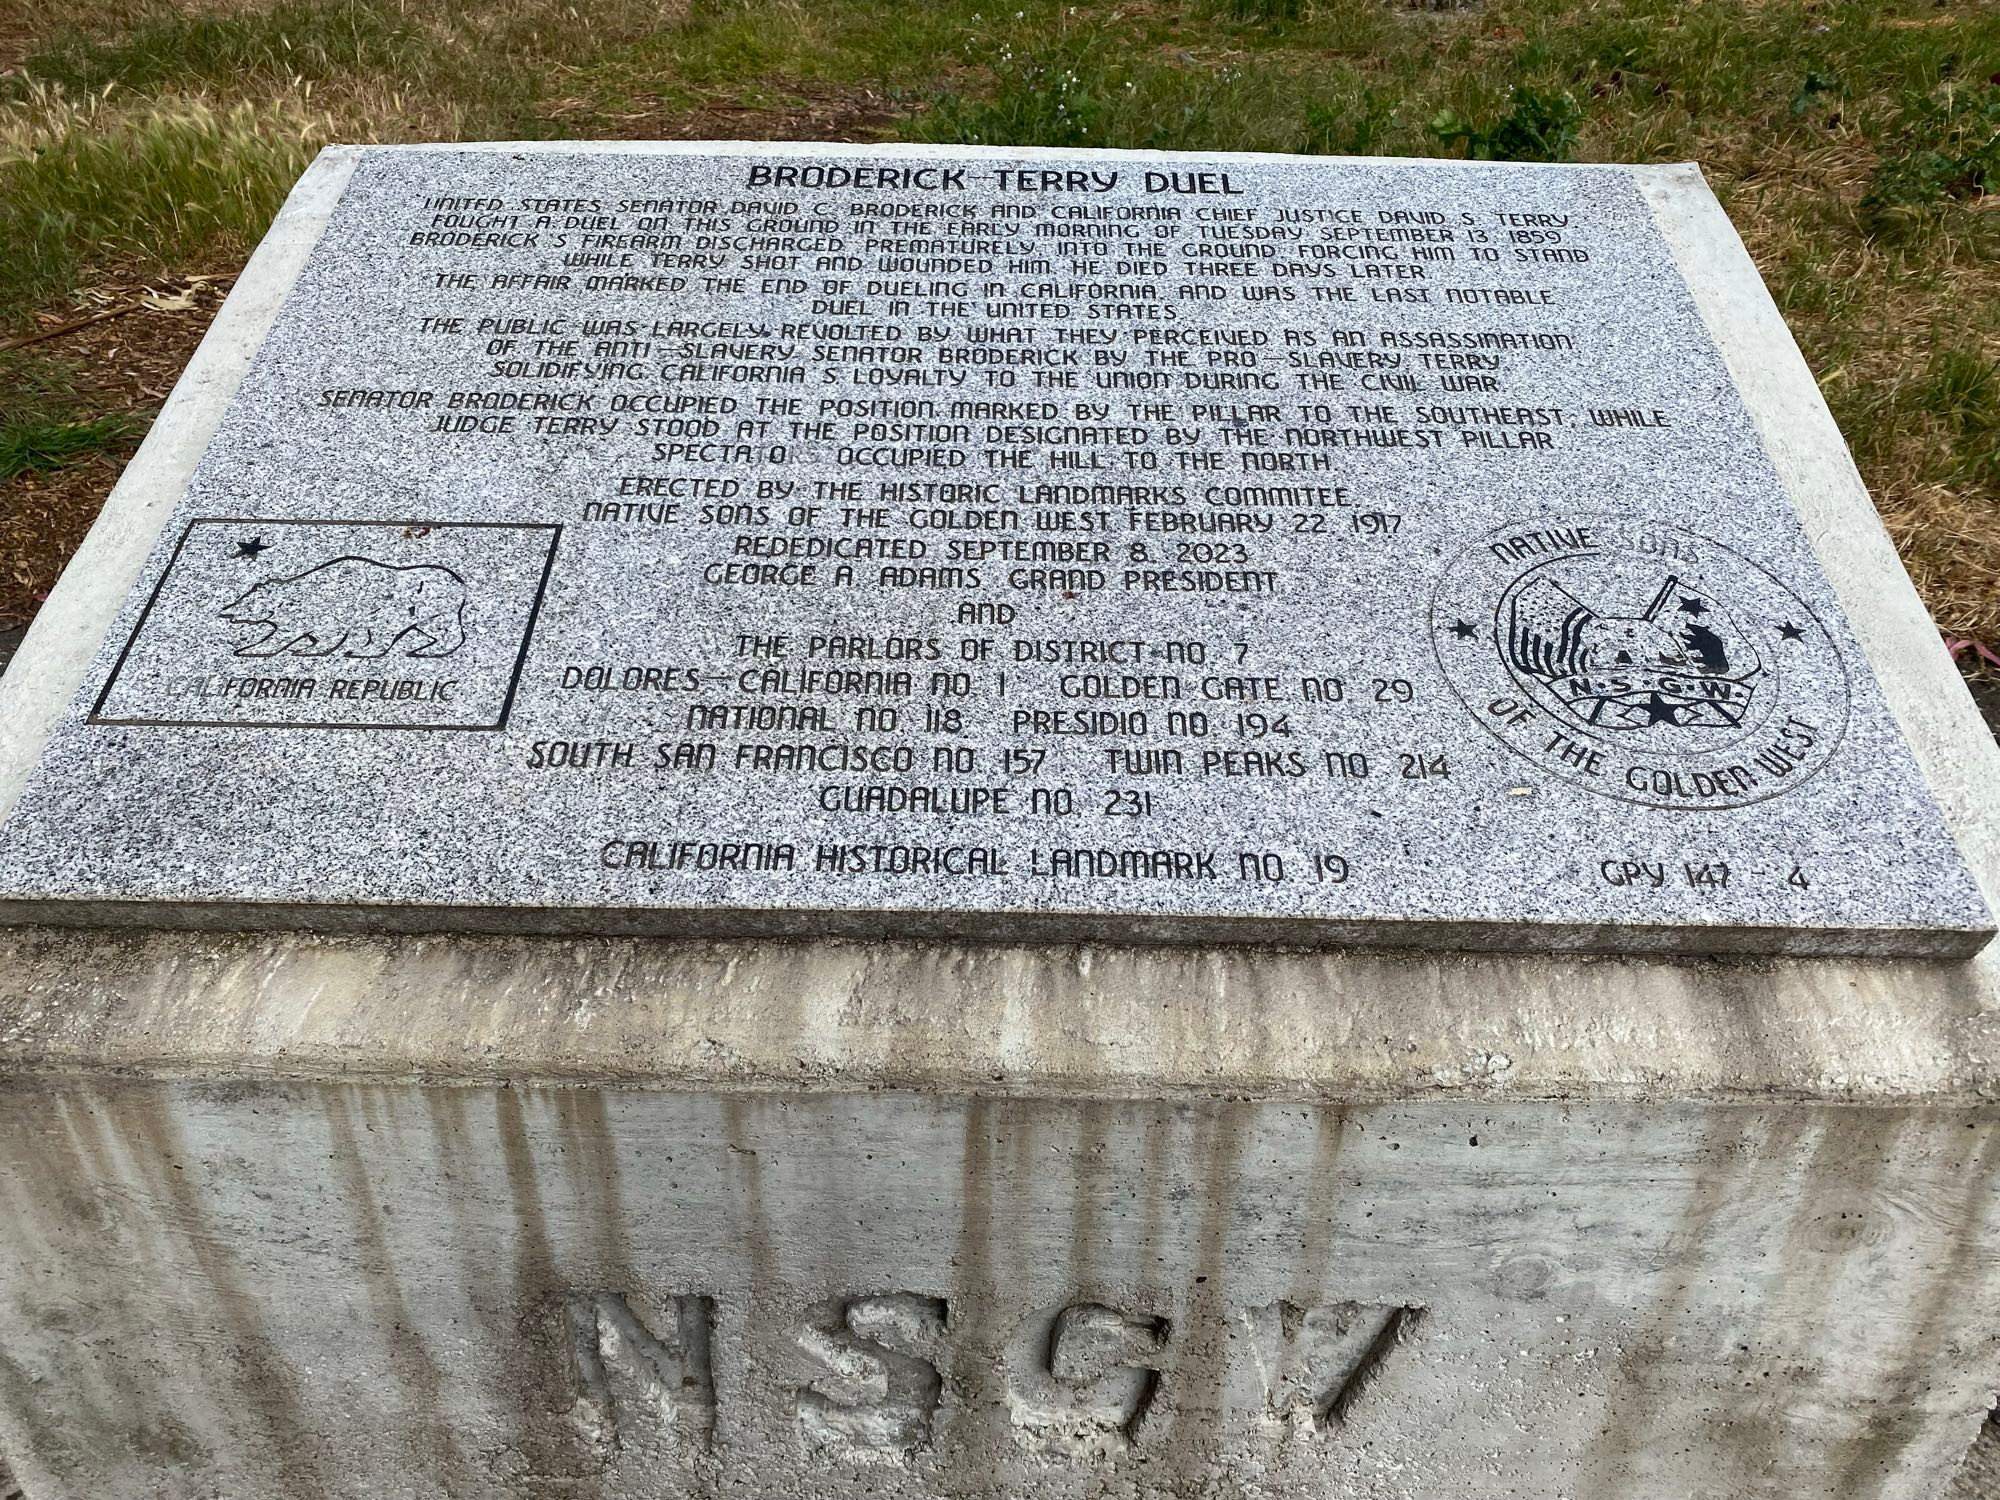 BRODERICK-TERRY DUEL
UNITED STATES SENATOR DAVID C. BRODERICK AND CALIFORNIA CHIEF JUSTICE DAVID S. TERRY,
FOUGHT A DUEL ON THIS GROUND IN THE EARLY MORNING OF TUESDAY SEPTEMBER 13, 1859
BRODERICK'S FIREARM DISCHARGED PREMATURELY, INTO THE GROUND FORCING HIM TO STAND
WHILE TERRY SHOT AND WOUNDED HIM. HE DIED THREE DAYS LATER.
THE AFFAIR MARKED THE END OF DUELING IN CALIFORNIA, AND WAS THE LAST NOTABLE
DUEL IN THE UNITED STATES.
THE PUBLIC WAS LARGELY REVOLTED BY WHAT THEY PERCEIVED AS AN ASSASSINATION
OF THE ANTI-SLAVERY SENATOR BRODERICK BY THE PRO-SLAVERY TERRY
SOLIDIFYING CALIFORNIA'S LOYALTY TO THE UNION DURING THE CIVIL WAR.
SENATOR BRODERICK OCCUPIED THE POSITION MARKED BY THE PILLAR TO THE SOUTHEAST, WHILE
JUDGE TERRY STOOD AT THE POSITION DESIGNATED BY THE NORTHWEST PILLAR.
SPECTATORS OCCUPIED THE HILL TO THE NORTH.
ERECTED BY THE HISTORIC LANDMARKS COMMITEE,
NATIVE SONS OF THE GOLDEN WEST FEBRUARY 22, 1917
REDEDICATED SEPTEMBER 8, 2023
GEORGE A. ADAMS, GRAND PRESIDENT
AND
THE PARLORS OF DISTRICT NO. 7
DOLORES-CALIFORNIA NO. 1 GOLDEN GATE NO. 29
NATIONAL NO. 118 PRESIDIO NO. 194
SOUTH SAN FRANCISCO NO. 157 TWIN PEAKS NO. 214
GUADALUPE NO. 231
CALIFORNIA REPUBLIC
NATIVE SONS
N·S·G·W·
OF THE GOLDEN WEST
CALIFORNIA HISTORICAL LANDMARK NO. 19
GPY 147 - 4
NSGW